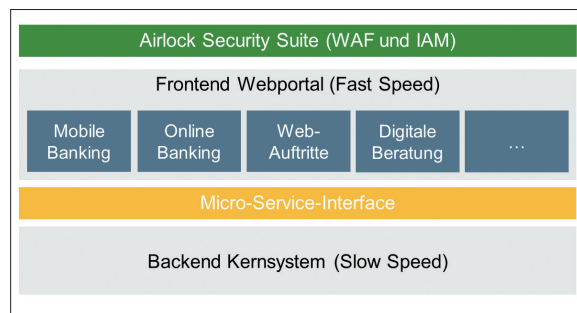 Airlock Security Suite (WAF und IAM)
Frontend Webportal (Fast Speed)
Mobile
Banking
Online
Banking
Web-
Auftritte
Digitale
Beratung
...
Micro-Service-Interface
Backend Kernsystem (Slow Speed)